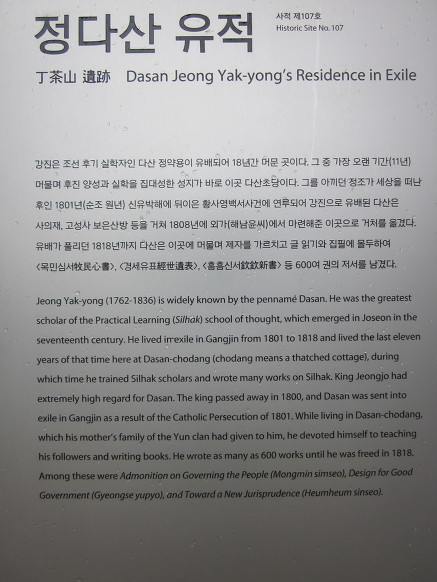 정다산 유적
사적 제107호
Historic Site No. 107
丁茶山 遺跡 Dasan Jeong Yak-yong's Residence in Exile
강진은 조선 후기 실학자인 다산 정약용이 유배되어 18년간 머문 곳이다. 그 중 가장 오랜 기간(11년)
머물며 후진 양성과 실학을 집대성한 성지가 바로 이곳 다산초당이다. 그를 아끼던 정조가 세상을 떠난
후인 1801년(순조 원년) 신유박해에 뒤이은 황사영백서사건에 연루되어 강진으로 유배된 다산은
사의재, 고성사 보은산방 등을 거쳐 1808년에 외가(해남윤씨)에서 마련해준 이곳으로 거처를 옮겼다.
유배가 풀리던 1818년까지 다산은 이곳에 머물며 제자를 가르치고 글 읽기와 집필에 몰두하여
<목민심서牧民心書>, <경세유표經世遺表>, <흠흠신서欽欽新書> 등 600여 권의 저서를 남겼다.
Jeong Yak-yong (1762-1836) is widely known by the penname Dasan. He was the greatest
scholar of the Practical Learning (Silhak) school of thought, which emerged in Joseon in the
seventeenth century. He lived in exile in Gangjin from 1801 to 1818 and lived the last eleven
years of that time here at Dasan-chodang (chodang means a thatched cottage), during
which time he trained Silhak scholars and wrote many works on Silhak. King Jeongjo had
extremely high regard for Dasan. The king passed away in 1800, and Dasan was sent into
exile in Gangjin as a result of the Catholic Persecution of 1801. While living in Dasan-chodang,
which his mother's family of the Yun clan had given to him, he devoted himself to teaching
his followers and writing books. He wrote as many as 600 works until he was freed in 1818.
Among these were Admonition on Governing the People (Mongmin simseo), Design for Good
Government (Gyeongse yupyo), and Toward a New Jurisprudence (Heumheum sinseo).